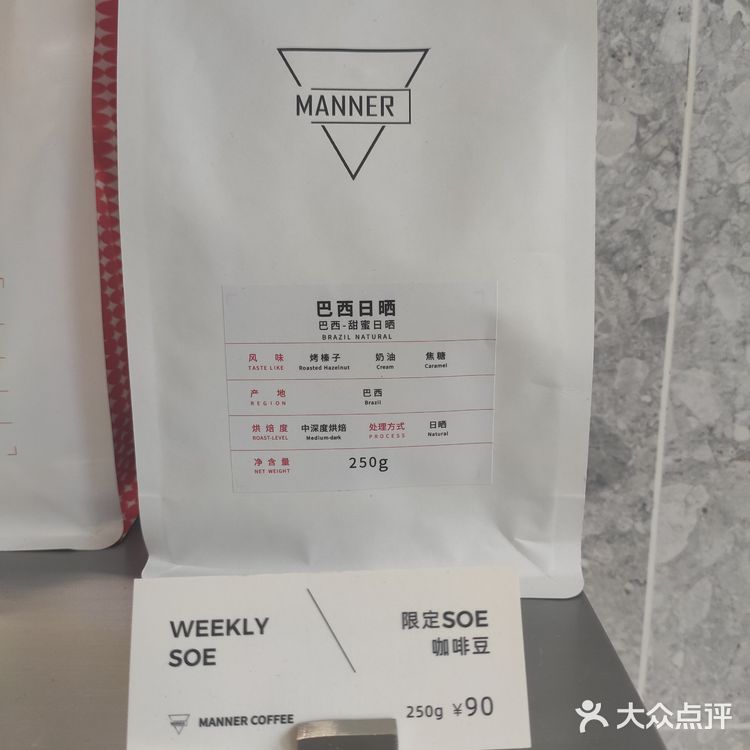 MANNER
巴西日晒
巴西-甜蜜日晒
BRAZIL NATURAL
风味 烤榛子 奶油 焦糖
TASTE LIKE Roasted Hazelnut Cream Caramel
产地 巴西
REGION Brazil
烘焙度 中深度烘焙 处理方式 日晒
ROAST-LEVEL Medium-dark PROCESS Natural
净含量 250g
NET WEIGHT
WEEKLY
SOE
限定SOE
咖啡豆
MANNER COFFEE
250g ¥90
大众点评